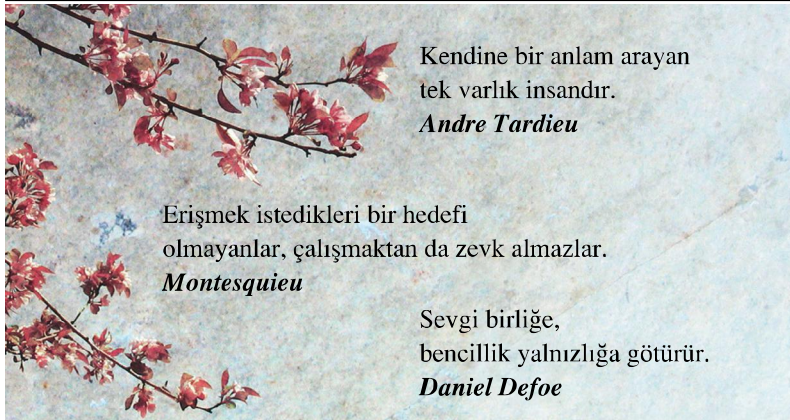 Kendine bir anlam arayan
tek varlık insandır.
Andre Tardieu
Erişmek istedikleri bir hedefi
olmayanlar, çalışmaktan da zevk almazlar.
Montesquieu
Sevgi birliğe,
bencillik yalnızlığa götürür.
Daniel Defoe